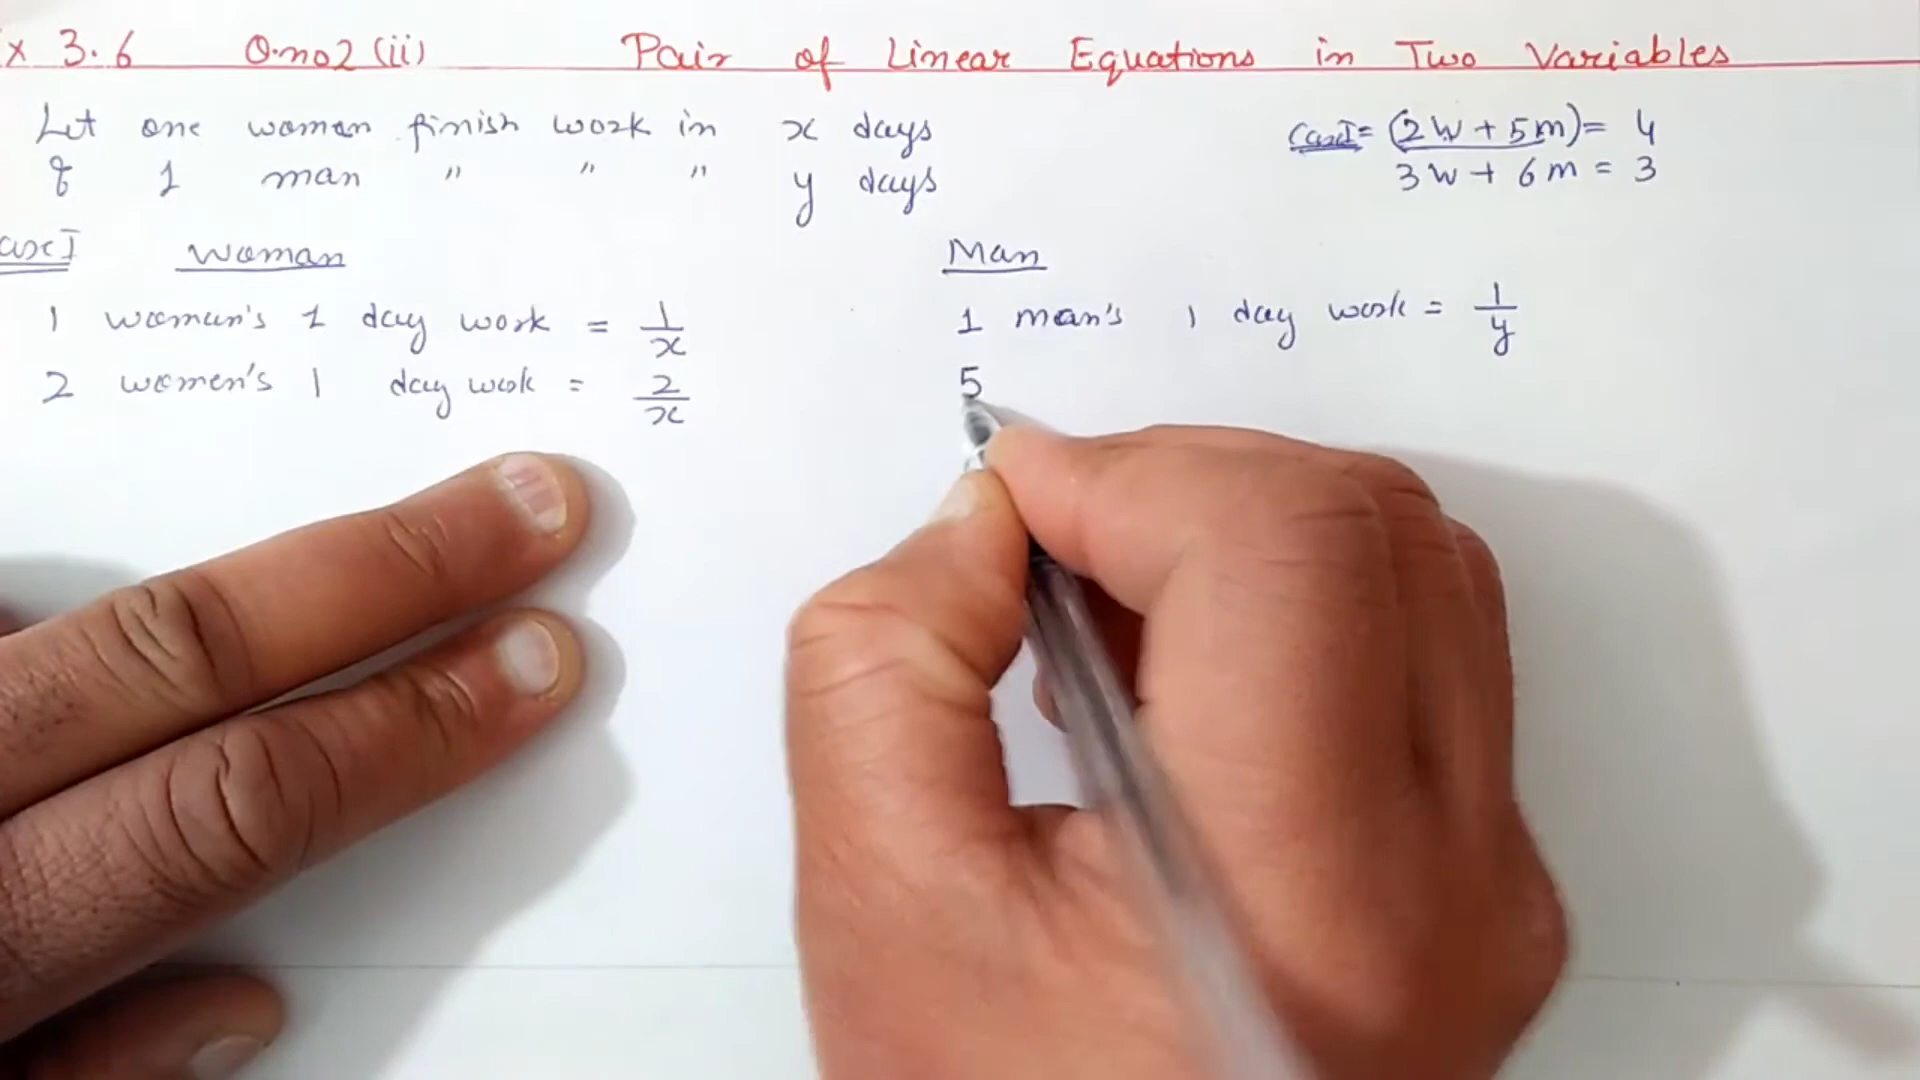 x 3.6 Q.no2 (ii) Pair of Linear Equations in Two Variables
Let one woman finish work in x days
& 1 man " " " y days
Case I = (2W + 5m) = 4
3W + 6m = 3
ase I Woman
1 woman's 1 day work = 1/x
2 women's 1 day work = 2/x
Man
1 man's 1 day work = 1/y
5